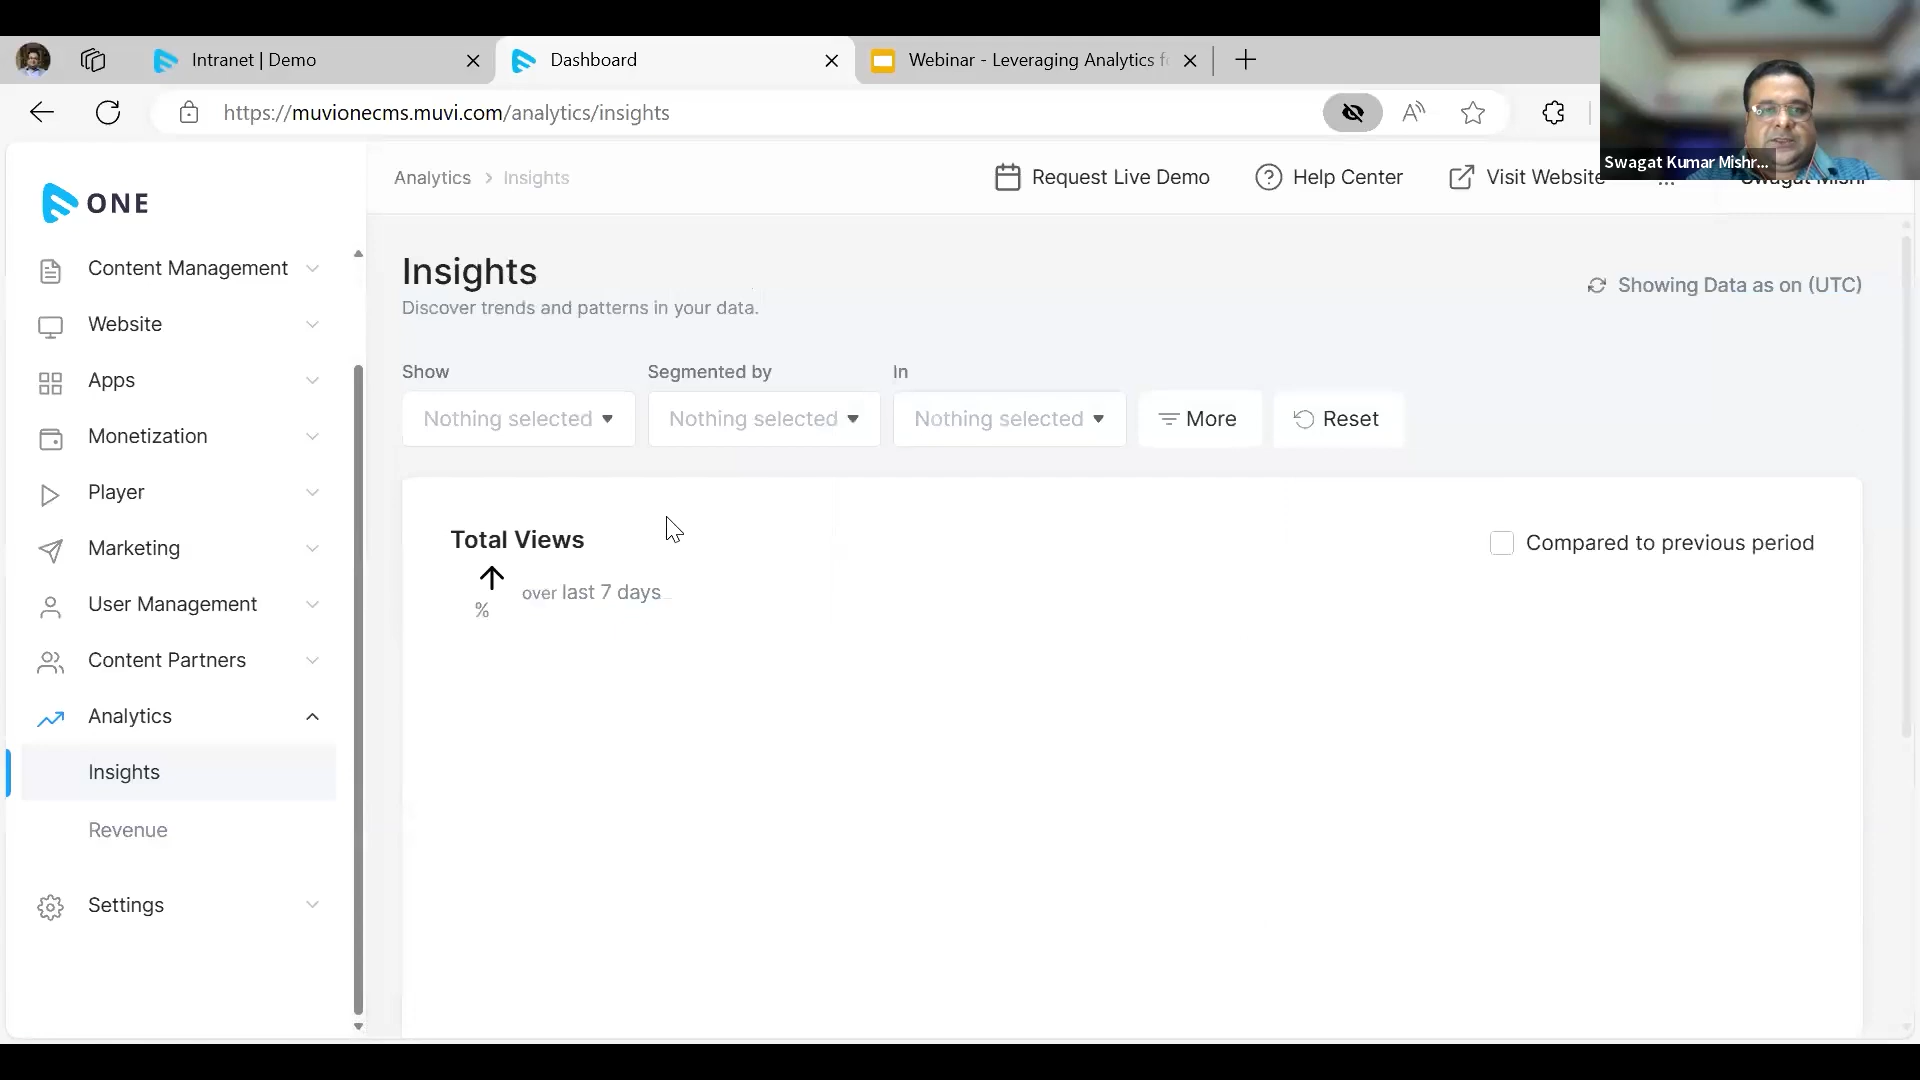 Intranet | Demo
Dashboard
Webinar - Leveraging Analytics f
https://muvionecms.muvi.com/analytics/insights
Swagat Kumar Mishr...
ONE
Analytics > Insights
Request Live Demo
Help Center
Visit Website
Swagat Mishr
Content Management
Website
Apps
Monetization
Player
Marketing
User Management
Content Partners
Analytics
Insights
Revenue
Settings
Insights
Discover trends and patterns in your data.
Showing Data as on (UTC)
Show
Segmented by
In
Nothing selected
Nothing selected
Nothing selected
More
Reset
Total Views
% over last 7 days
Compared to previous period